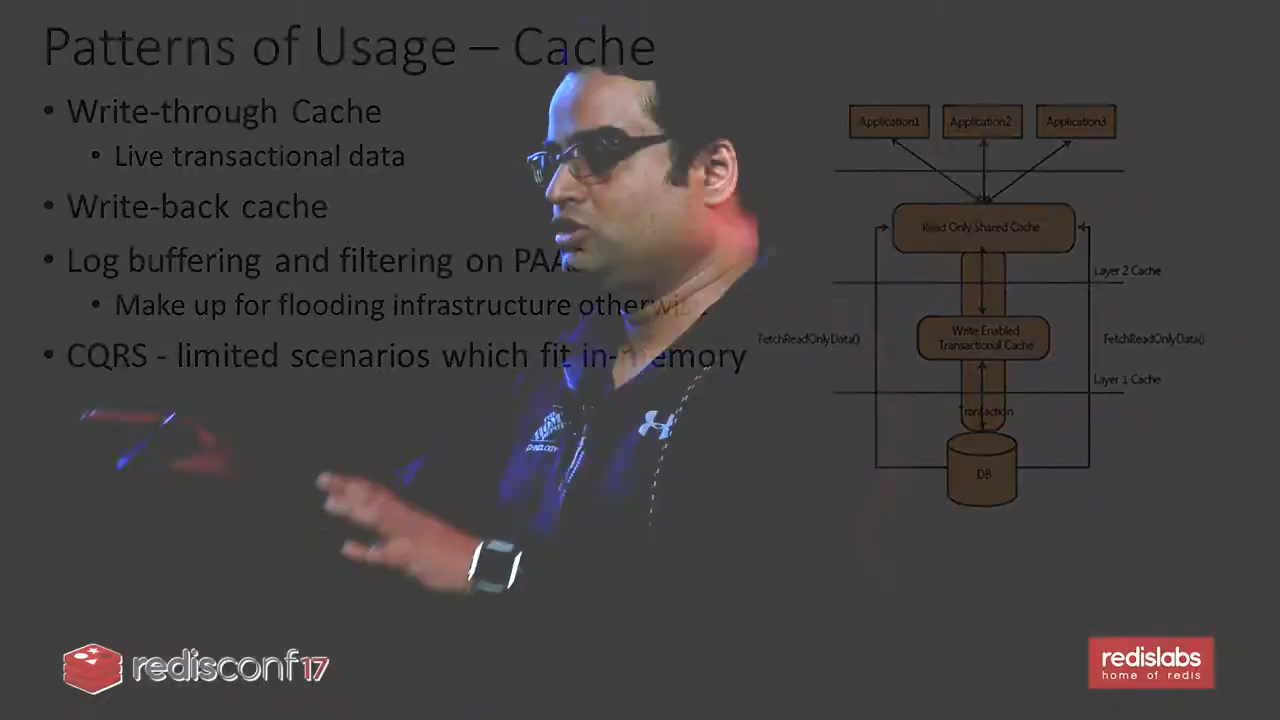 Patterns of Usage – Cache
• Write-through Cache
• Live transactional data
• Write-back cache
• Log buffering and filtering on
• Make up for flooding infrastructure
• CQRS - limited scenarios which fit in-memory
Application1
Application2
Application3
Read Only Shared Cache
Layer 2 Cache
Write Enabled
Transactional Cache
FetchReadOnlyData()
FetchReadOnlyData()
Layer 1 Cache
Transaction
DB
redisconf17
redislabs
home of redis